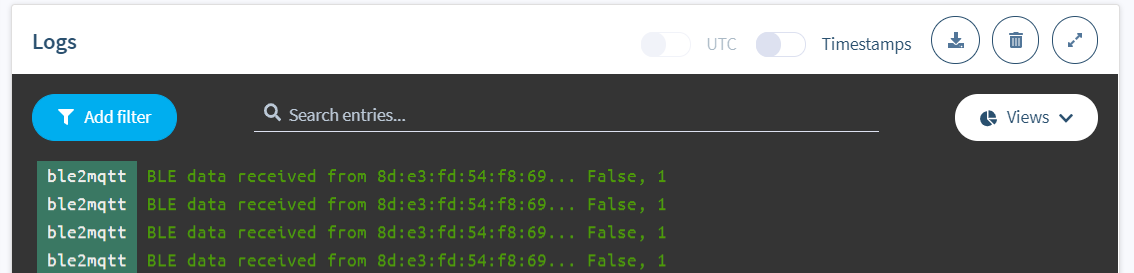 Logs
UTC
Timestamps
Add filter
Search entries...
Views
ble2mqtt BLE data received from 8d:e3:fd:54:f8:69... False, 1
ble2mqtt BLE data received from 8d:e3:fd:54:f8:69... False, 1
ble2mqtt BLE data received from 8d:e3:fd:54:f8:69... False, 1
ble2mqtt BLE data received from 8d:e3:fd:54:f8:69... False, 1